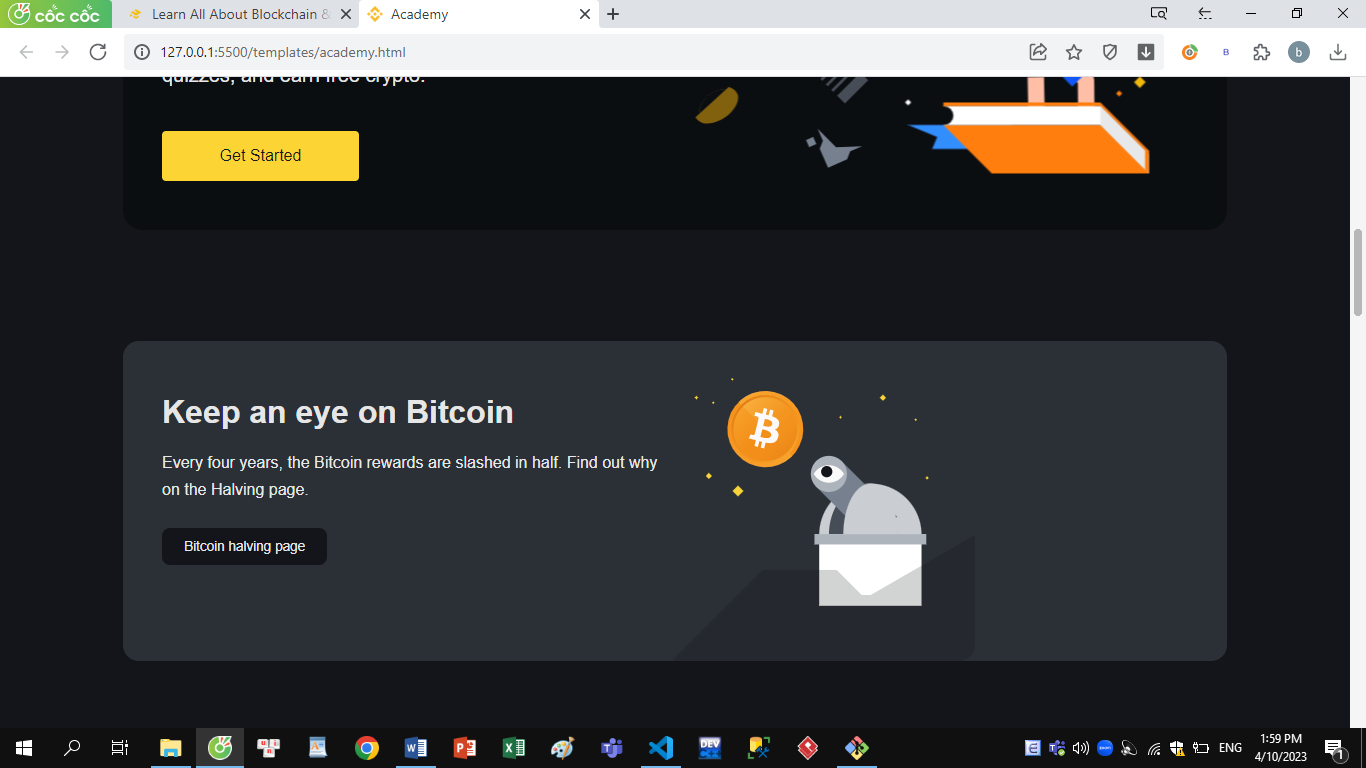 cốc cốc
Learn All About Blockchain &
Academy
127.0.0.1:5500/templates/academy.html
B
b
quizzes, and earn free crypto.
Get Started
Keep an eye on Bitcoin
Every four years, the Bitcoin rewards are slashed in half. Find out why
on the Halving page.
Bitcoin halving page
DEV
ENG
1:59 PM
4/10/2023
1